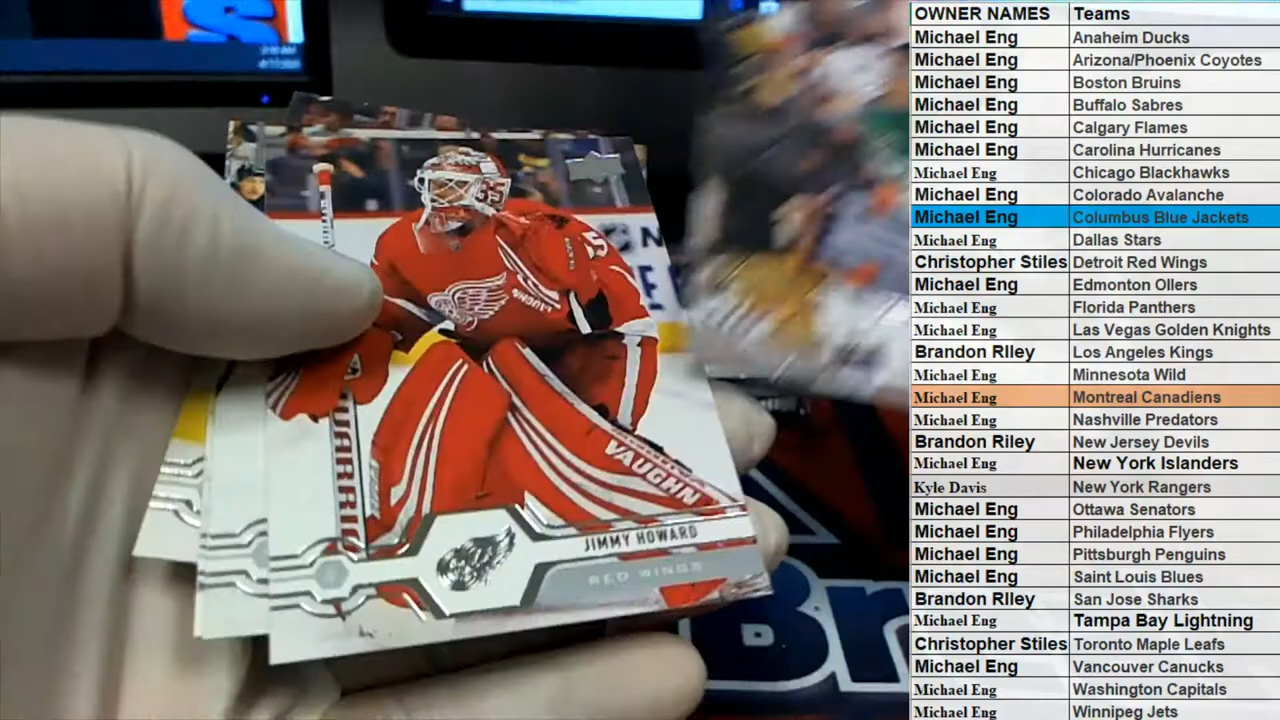 OWNER NAMES Teams
Michael Eng Anaheim Ducks
Michael Eng Arizona/Phoenix Coyotes
Michael Eng Boston Bruins
Michael Eng Buffalo Sabres
Michael Eng Calgary Flames
Michael Eng Carolina Hurricanes
Michael Eng Chicago Blackhawks
Michael Eng Colorado Avalanche
Michael Eng Columbus Blue Jackets
Michael Eng Dallas Stars
Christopher Stiles Detroit Red Wings
Michael Eng Edmonton Ollers
Michael Eng Florida Panthers
Michael Eng Las Vegas Golden Knights
Brandon RIley Los Angeles Kings
Michael Eng Minnesota Wild
Michael Eng Montreal Canadiens
Michael Eng Nashville Predators
Brandon Riley New Jersey Devils
Michael Eng New York Islanders
Kyle Davis New York Rangers
Michael Eng Ottawa Senators
Michael Eng Philadelphia Flyers
Michael Eng Pittsburgh Penguins
Michael Eng Saint Louis Blues
Brandon RIley San Jose Sharks
Michael Eng Tampa Bay Lightning
Christopher Stiles Toronto Maple Leafs
Michael Eng Vancouver Canucks
Michael Eng Washington Capitals
Michael Eng Winnipeg Jets
35
VAUGHN
VAUGHN
JIMMY HOWARD
RED WINGS
Br